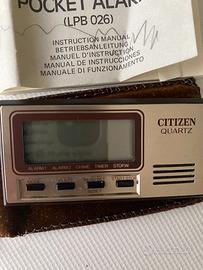 POCKET ALARM
(LPB 026)
INSTRUCTION MANUAL
BETRIEBSANLEITUNG
MANUEL D'INSTRUCTION
MANUAL DE INSTRUCCIONES
MANUALE DI FUNZIONAMENTO
CITIZEN
QUARTZ
ALARM1 ALARM2 CHIME TIMER STOPW